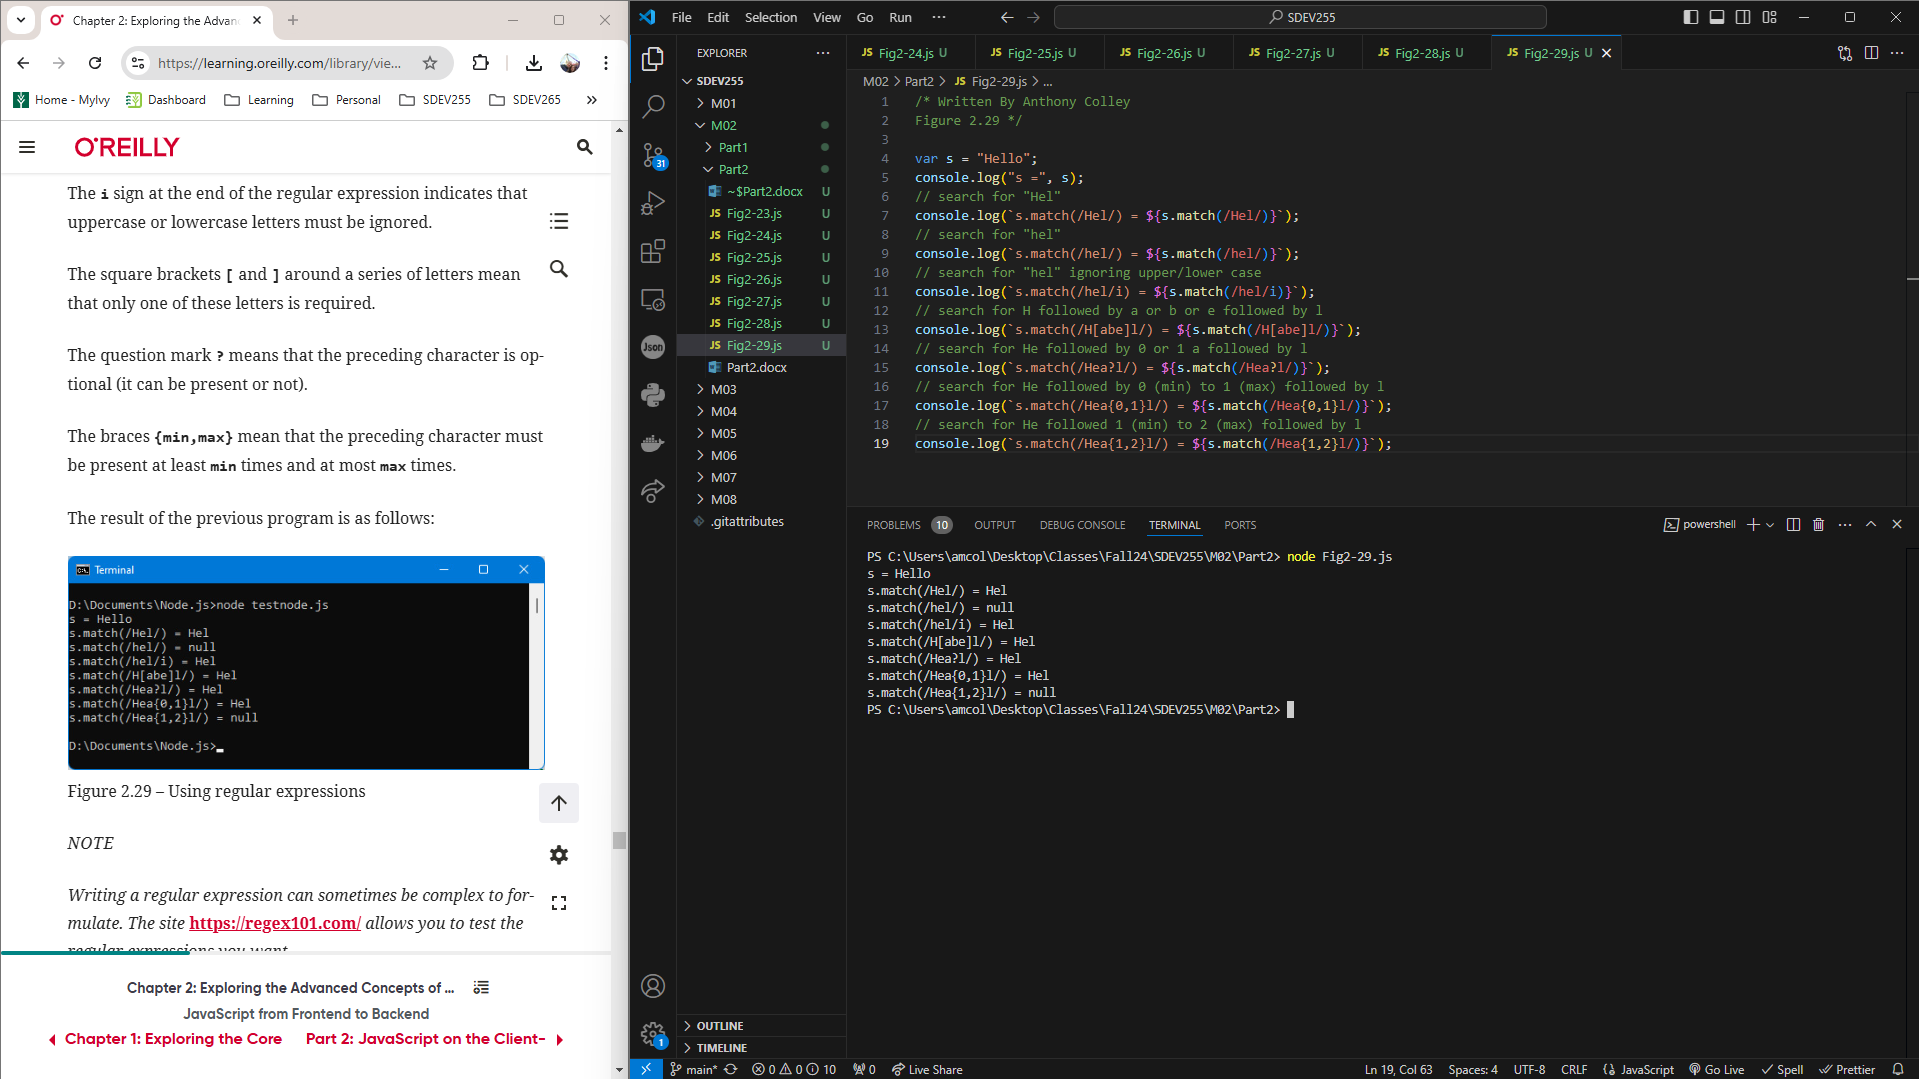 Chapter 2: Exploring the Advan
https://learning.oreilly.com/library/vie...
Home - MyIvy
Dashboard
Learning
Personal
SDEV255
SDEV265
O'REILLY
The i sign at the end of the regular expression indicates that
uppercase or lowercase letters must be ignored.
The square brackets [ and ] around a series of letters mean
that only one of these letters is required.
The question mark ? means that the preceding character is op-
tional (it can be present or not).
The braces {min,max} mean that the preceding character must
be present at least min times and at most max times.
The result of the previous program is as follows:
Terminal
D:\Documents\Node.js>node testnode.js
s = Hello
s.match(/Hel/) = Hel
s.match(/hel/) = null
s.match(/hel/i) = Hel
s.match(/H[abe]l/) = Hel
s.match(/Hea?l/) = Hel
s.match(/Hea{0,1}l/) = Hel
s.match(/Hea{1,2}l/) = null
D:\Documents\Node.js>
Figure 2.29 – Using regular expressions
NOTE
Writing a regular expression can sometimes be complex to for-
mulate. The site https://regex101.com/ allows you to test the
regular expressions you want
Chapter 2: Exploring the Advanced Concepts of ...
JavaScript from Frontend to Backend
Chapter 1: Exploring the Core
Part 2: JavaScript on the Client-
File Edit Selection View Go Run ...
SDEV255
31
Json
1
EXPLORER ...
SDEV255
M01
M02
Part1
Part2
~$Part2.docx U
JS Fig2-23.js U
JS Fig2-24.js U
JS Fig2-25.js U
JS Fig2-26.js U
JS Fig2-27.js U
JS Fig2-28.js U
JS Fig2-29.js U
Part2.docx
M03
M04
M05
M06
M07
M08
.gitattributes
OUTLINE
TIMELINE
JS Fig2-24.js U
JS Fig2-25.js U
JS Fig2-26.js U
JS Fig2-27.js U
JS Fig2-28.js U
JS Fig2-29.js U
M02 > Part2 > JS Fig2-29.js > ...
1 /* Written By Anthony Colley
2 Figure 2.29 */
3
4 var s = "Hello";
5 console.log("s =", s);
6 // search for "Hel"
7 console.log(`s.match(/Hel/) = ${s.match(/Hel/)}`);
8 // search for "hel"
9 console.log(`s.match(/hel/) = ${s.match(/hel/)}`);
10 // search for "hel" ignoring upper/lower case
11 console.log(`s.match(/hel/i) = ${s.match(/hel/i)}`);
12 // search for H followed by a or b or e followed by l
13 console.log(`s.match(/H[abe]l/) = ${s.match(/H[abe]l/)}`);
14 // search for He followed by 0 or 1 a followed by l
15 console.log(`s.match(/Hea?l/) = ${s.match(/Hea?l/)}`);
16 // search for He followed by 0 (min) to 1 (max) followed by l
17 console.log(`s.match(/Hea{0,1}l/) = ${s.match(/Hea{0,1}l/)}`);
18 // search for He followed 1 (min) to 2 (max) followed by l
19 console.log(`s.match(/Hea{1,2}l/) = ${s.match(/Hea{1,2}l/)}`);
PROBLEMS 10 OUTPUT DEBUG CONSOLE TERMINAL PORTS
powershell
PS C:\Users\amcol\Desktop\Classes\Fall24\SDEV255\M02\Part2> node Fig2-29.js
s = Hello
s.match(/Hel/) = Hel
s.match(/hel/) = null
s.match(/hel/i) = Hel
s.match(/H[abe]l/) = Hel
s.match(/Hea?l/) = Hel
s.match(/Hea{0,1}l/) = Hel
s.match(/Hea{1,2}l/) = null
PS C:\Users\amcol\Desktop\Classes\Fall24\SDEV255\M02\Part2>
main* 0 0 10 0 Live Share Ln 19, Col 63 Spaces: 4 UTF-8 CRLF {} JavaScript Go Live Spell Prettier